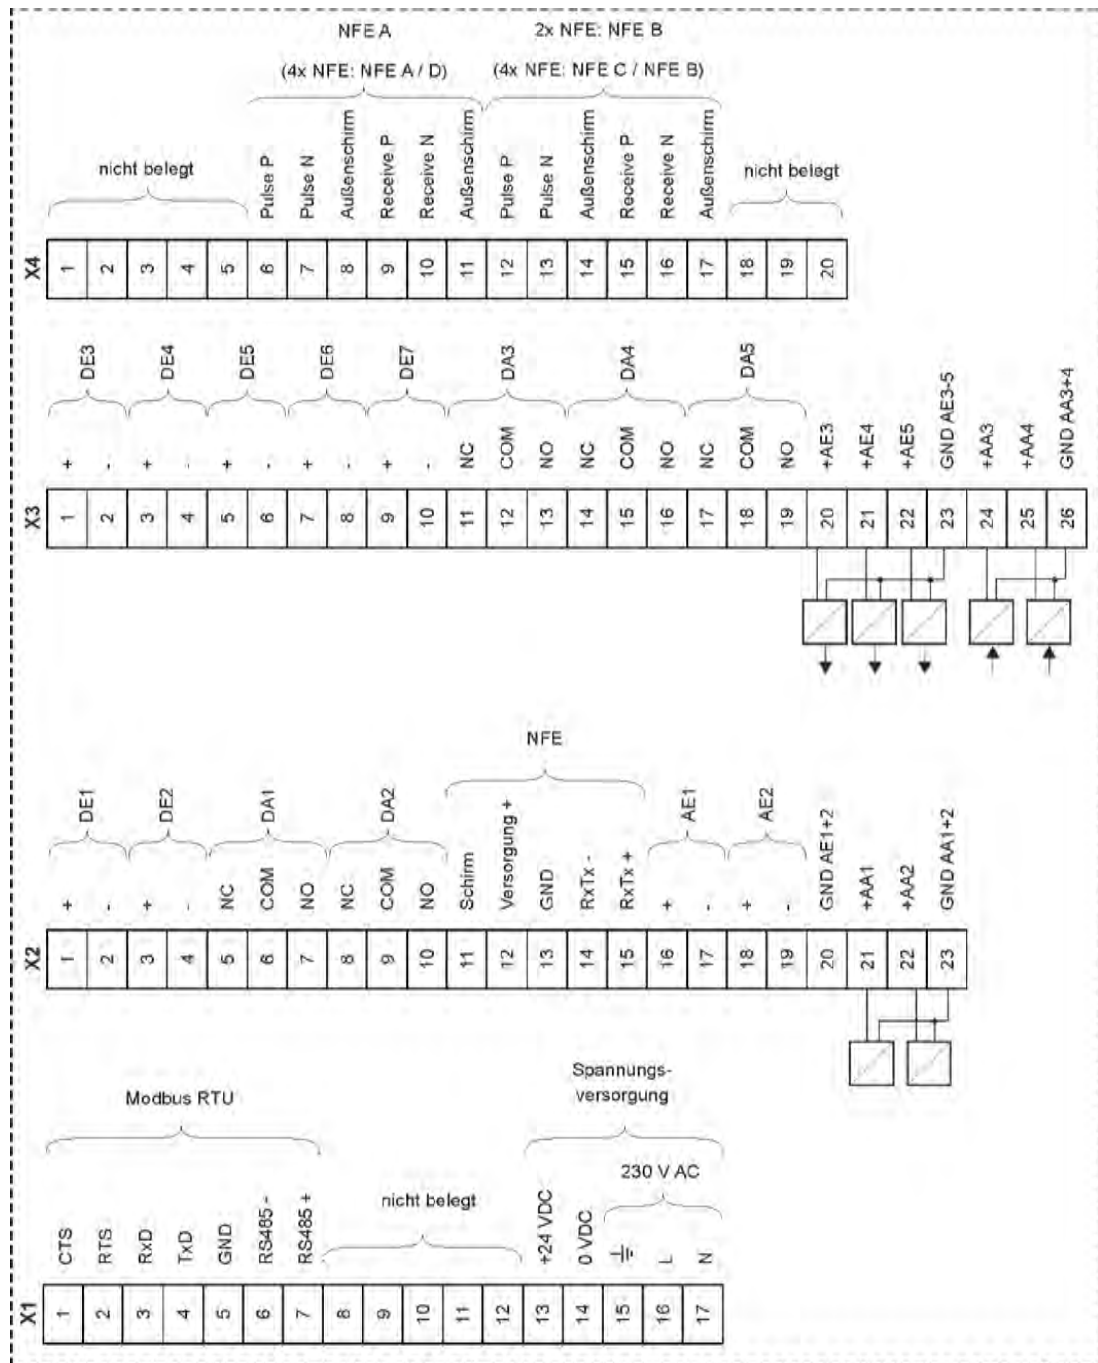 NFE A
(4x NFE: NFE A / D)
2x NFE: NFE B
(4x NFE: NFE C / NFE B)
nicht belegt
Pulse P
Pulse N
Außenschirm
Receive P
Receive N
Außenschirm
Pulse P
Pulse N
Außenschirm
Receive P
Receive N
Außenschirm
nicht belegt
X4
1 2 3 4 5 6 7 8 9 10 11 12 13 14 15 16 17 18 19 20
DE3 DE4 DE5 DE6 DE7 DA3 DA4 DA5
+ - + - + - + - + - NC COM NO NC COM NO NC COM NO +AE3 +AE4 +AE5 GND AE3-5 +AA3 +AA4 GND AA3+4
X3
1 2 3 4 5 6 7 8 9 10 11 12 13 14 15 16 17 18 19 20 21 22 23 24 25 26
NFE
DE1 DE2 DA1 DA2 AE1 AE2
+ - + - NC COM NO NC COM NO Schirm Versorgung + GND RxTx - RxTx + + - + - GND AE1+2 +AA1 +AA2 GND AA1+2
X2
1 2 3 4 5 6 7 8 9 10 11 12 13 14 15 16 17 18 19 20 21 22 23
Modbus RTU
Spannungs-
versorgung
230 V AC
nicht belegt
CTS RTS RxD TxD GND RS485 - RS485 + +24 VDC 0 VDC L N
X1
1 2 3 4 5 6 7 8 9 10 11 12 13 14 15 16 17